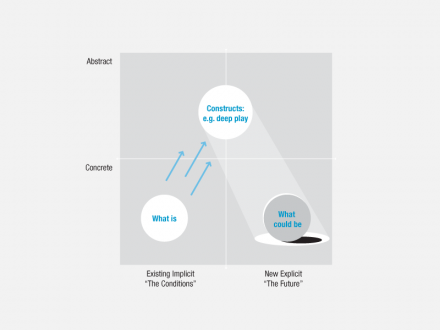 Abstract
Constructs:
e.g. deep play
Concrete
What is
What
could be
Existing Implicit
“The Conditions”
New Explicit
“The Future”